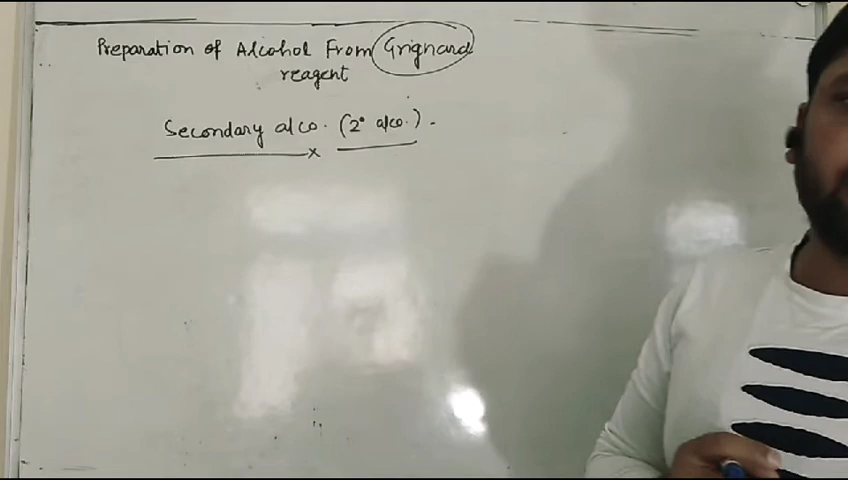 Preparation of Alcohol From Grignard
reagent
Secondary alco. (2° alco.) -